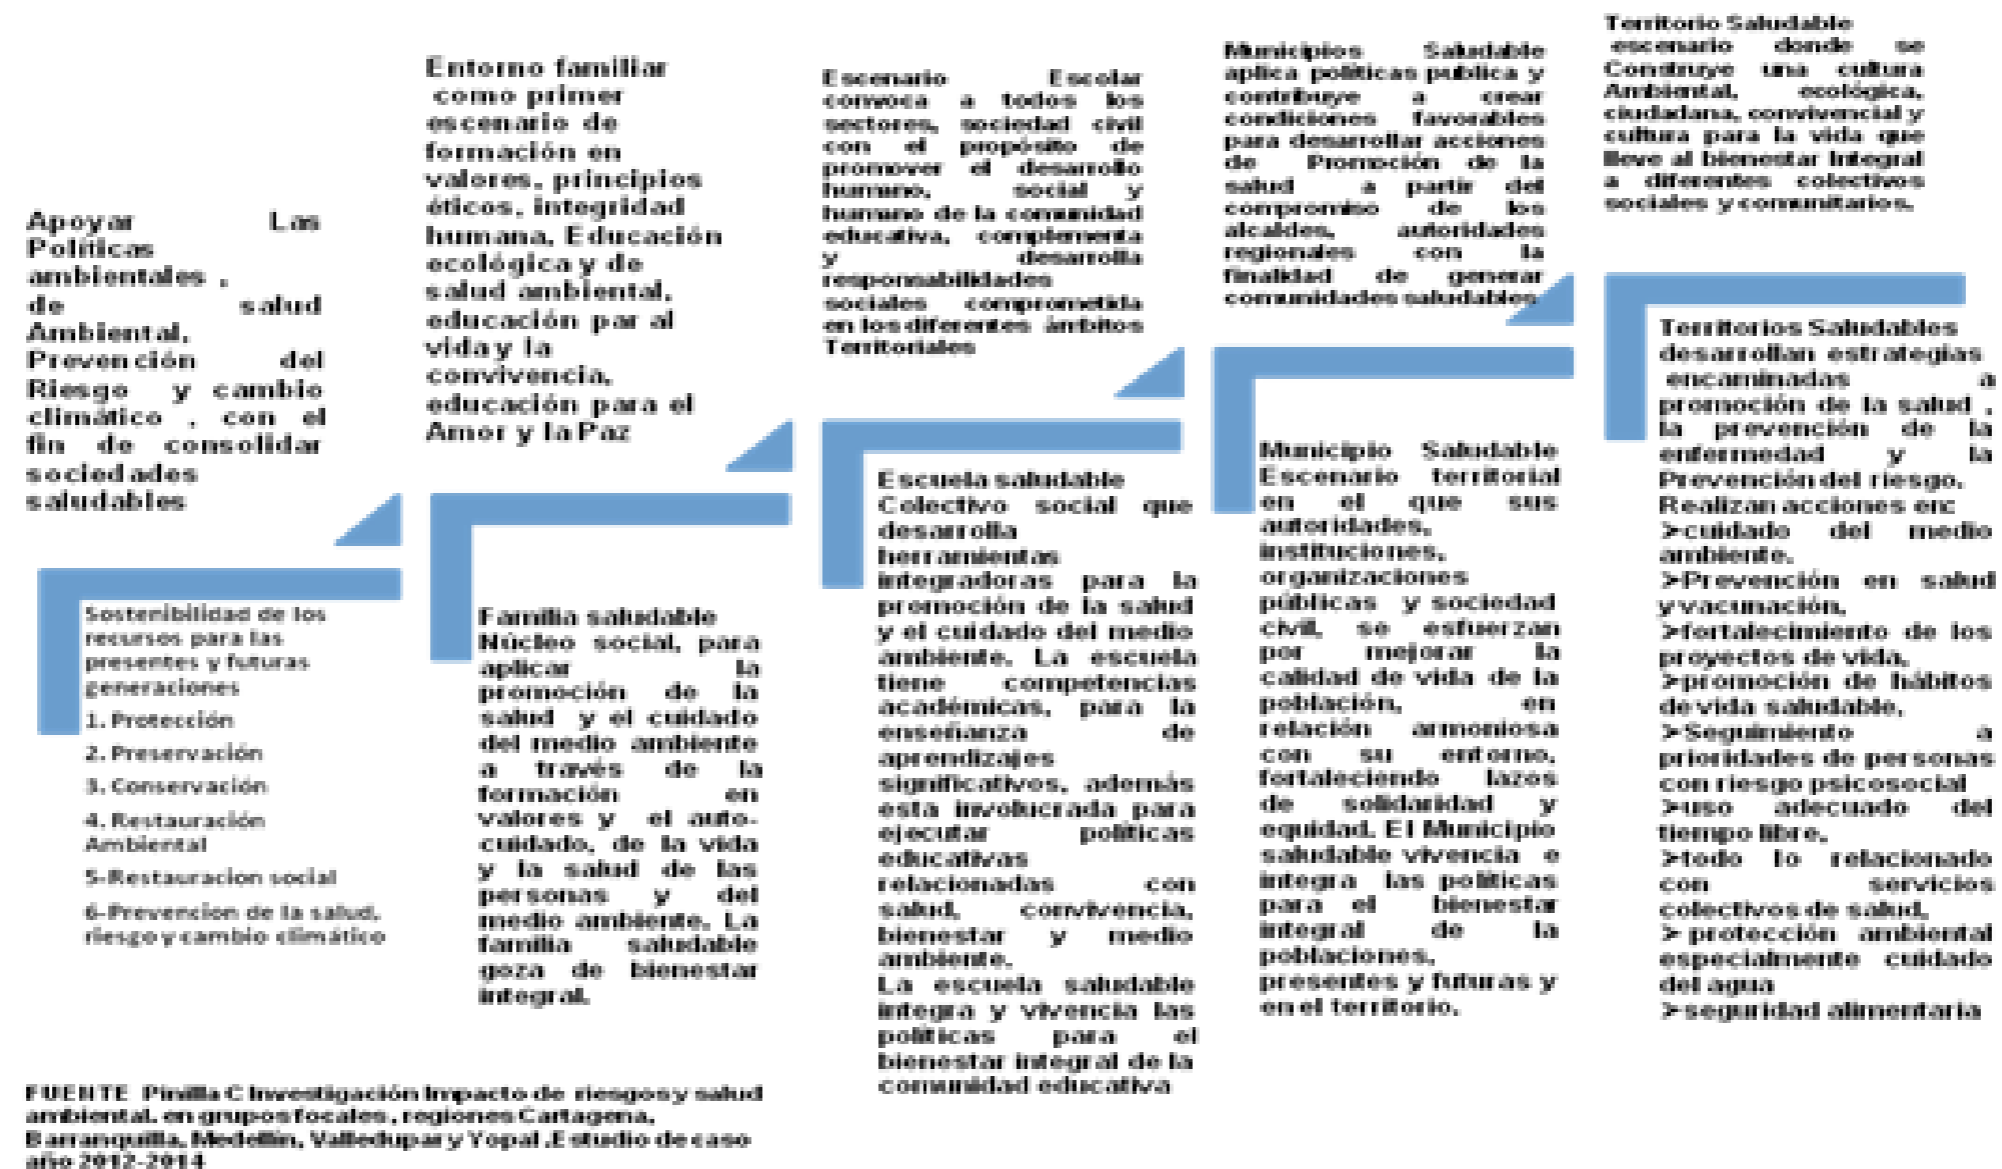 Apoyar Las
Políticas
ambientales ,
de salud
Ambiental,
Prevención del
Riesgo y cambio
climático , con el
fin de consolidar
sociedades
saludables
Sostenibilidad de los
recursos para las
presentes y futuras
generaciones
1. Protección
2. Preservación
3. Conservación
4. Restauración
Ambiental
5-Restauracion social
6-Prevencion de la salud,
riesgo y cambio climático
Entorno familiar
como primer
escenario de
formación en
valores, principios
éticos, integridad
humana, Educación
ecológica y de
salud ambiental,
educación par al
vida y la
convivencia,
educación para el
Amor y la Paz
Familia saludable
Núcleo social, para
aplicar la
promoción de la
salud y el cuidado
del medio ambiente
a través de la
formación en
valores y el auto-
cuidado, de la vida
y la salud de las
personas y del
medio ambiente. La
familia saludable
goza de bienestar
integral.
Escenario Escolar
convoca a todos los
sectores, sociedad civil
con el propósito de
promover el desarrollo
humano, social y
humano de la comunidad
educativa, complementa
y desarrolla
responsabilidades
sociales comprometida
en los diferentes ámbitos
Territoriales
Escuela saludable
Colectivo social que
desarrolla
herramientas
integradoras para la
promoción de la salud
y el cuidado del medio
ambiente. La escuela
tiene competencias
académicas, para la
enseñanza de
aprendizajes
significativos, además
esta involucrada para
ejecutar políticas
educativas
relacionadas con
salud, convivencia,
bienestar y medio
ambiente.
La escuela saludable
integra y vivencia las
políticas para el
bienestar integral de la
comunidad educativa
Municipios Saludable
aplica políticas publica y
contribuye a crear
condiciones favorables
para desarrollar acciones
de Promoción de la
salud a partir del
compromiso de los
alcaldes, autoridades
regionales con la
finalidad de generar
comunidades saludables
Municipio Saludable
Escenario territorial
en el que sus
autoridades,
instituciones,
organizaciones
públicas y sociedad
civil, se esfuerzan
por mejorar la
calidad de vida de la
población, en
relación armoniosa
con su entorno,
fortaleciendo lazos
de solidaridad y
equidad. El Municipio
saludable vivencia e
integra las políticas
para el bienestar
integral de la
poblaciones,
presentes y futuras y
en el territorio.
Territorio Saludable
escenario donde se
Construye una cultura
Ambiental, ecológica,
ciudadana, convivencial y
cultura para la vida que
lleve al bienestar Integral
a diferentes colectivos
sociales y comunitarios.
Territorios Saludables
desarrollan estrategias
encaminadas a
promoción de la salud ,
la prevención de la
enfermedad y la
Prevención del riesgo.
Realizan acciones en:
➢cuidado del medio
ambiente.
➢Prevención en salud
y vacunación,
➢fortalecimiento de los
proyectos de vida,
➢promoción de hábitos
de vida saludable,
➢Seguimiento a
prioridades de personas
con riesgo psicosocial
➢uso adecuado del
tiempo libre,
➢todo lo relacionado
con servicios
colectivos de salud,
➢ protección ambiental
especialmente cuidado
del agua
➢seguridad alimentaria
FUENTE Pinilla C Investigación Impacto de riesgos y salud
ambiental, en grupos focales, regiones Cartagena,
Barranquilla, Medellín, Valledupar y Yopal .Estudio de caso
año 2012-2014